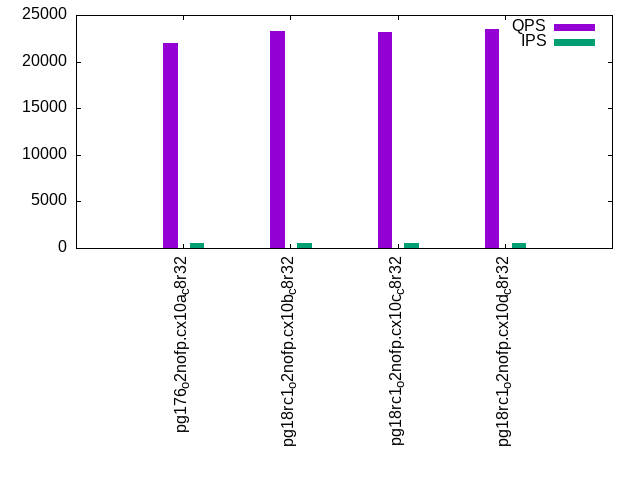 25000
20000
15000
10000
5000
0
QPS
IPS
pg176o2nofp.cx10ac8r32
pg18rc1o2nofp.cx10bc8r32
pg18rc1o2nofp.cx10cc8r32
pg18rc1o2nofp.cx10dc8r32